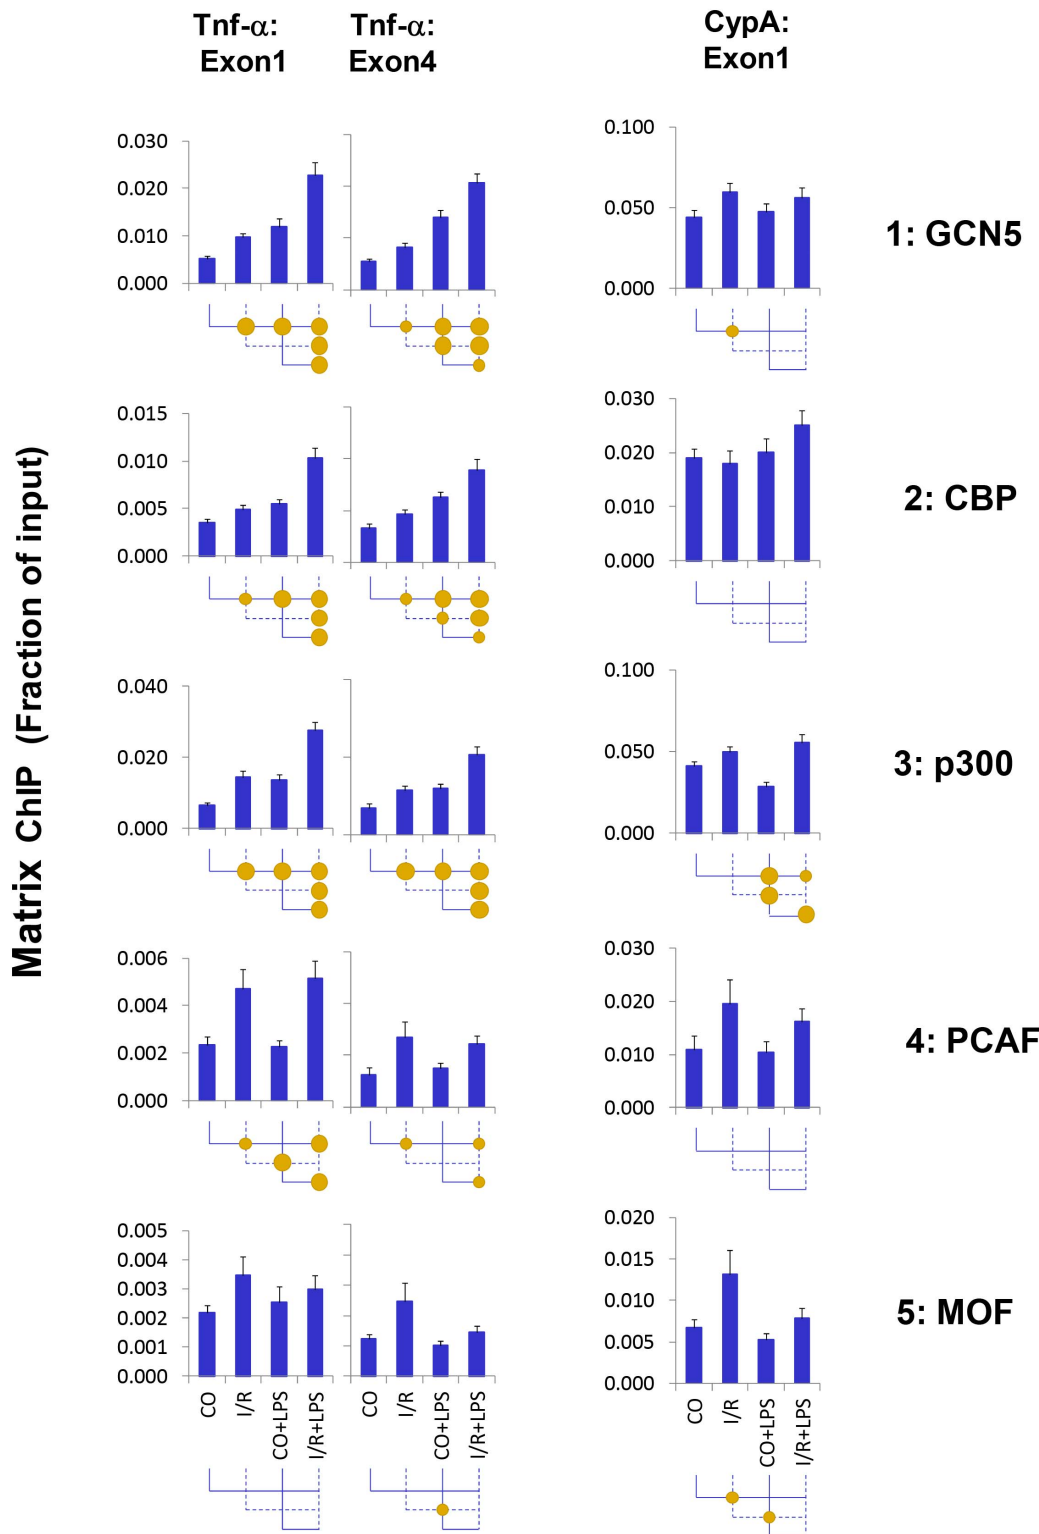 Tnf-α:
Exon1
Tnf-α:
Exon4
CypA:
Exon1
Matrix ChIP (Fraction of input)
0.030
0.020
0.010
0.000
0.100
0.050
0.000
1: GCN5
0.015
0.010
0.005
0.000
0.030
0.020
0.010
0.000
2: CBP
0.040
0.020
0.000
0.100
0.050
0.000
3: p300
0.006
0.004
0.002
0.000
0.030
0.020
0.010
0.000
4: PCAF
0.005
0.004
0.003
0.002
0.001
0.000
0.020
0.015
0.010
0.005
0.000
5: MOF
CO
I/R
CO+LPS
I/R+LPS
CO
I/R
CO+LPS
I/R+LPS
CO
I/R
CO+LPS
I/R+LPS